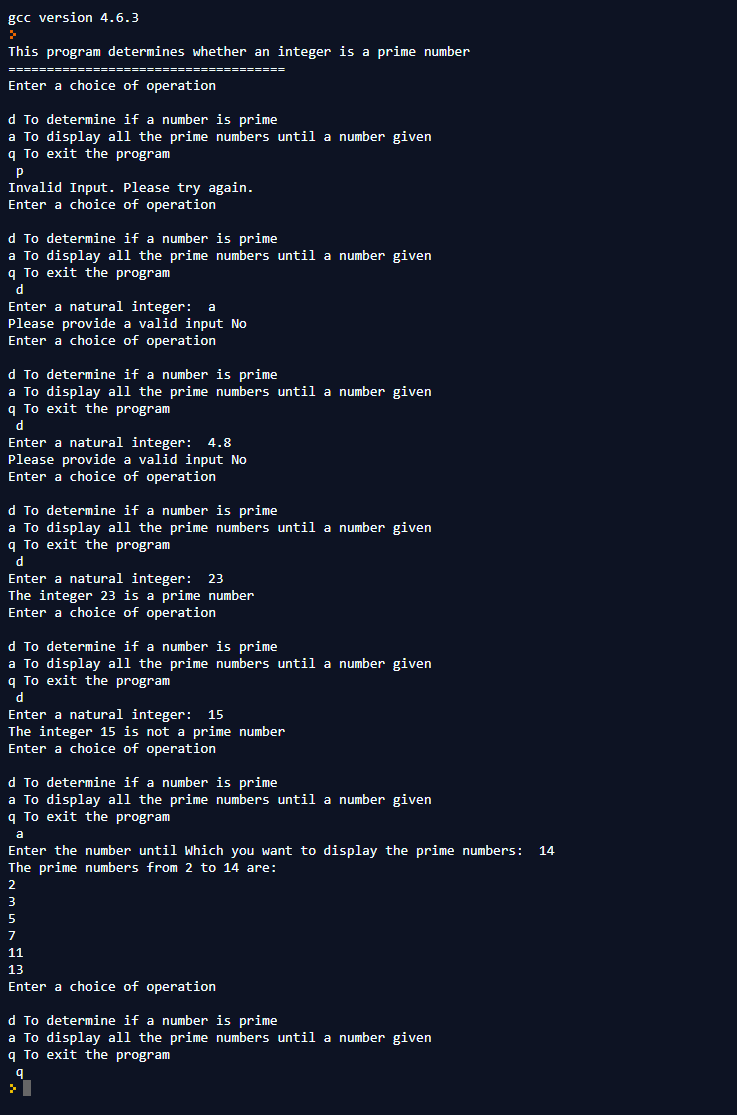 gcc version 4.6.3
This program determines whether an integer is a prime number
====================================
Enter a choice of operation
d To determine if a number is prime
a To display all the prime numbers until a number given
q To exit the program
p
Invalid Input. Please try again.
Enter a choice of operation
d To determine if a number is prime
a To display all the prime numbers until a number given
q To exit the program
d
Enter a natural integer:  a
Please provide a valid input No
Enter a choice of operation
d To determine if a number is prime
a To display all the prime numbers until a number given
q To exit the program
d
Enter a natural integer:  4.8
Please provide a valid input No
Enter a choice of operation
d To determine if a number is prime
a To display all the prime numbers until a number given
q To exit the program
d
Enter a natural integer:  23
The integer 23 is a prime number
Enter a choice of operation
d To determine if a number is prime
a To display all the prime numbers until a number given
q To exit the program
d
Enter a natural integer:  15
The integer 15 is not a prime number
Enter a choice of operation
d To determine if a number is prime
a To display all the prime numbers until a number given
q To exit the program
a
Enter the number until Which you want to display the prime numbers:  14
The prime numbers from 2 to 14 are:
2
3
5
7
11
13
Enter a choice of operation
d To determine if a number is prime
a To display all the prime numbers until a number given
q To exit the program
q